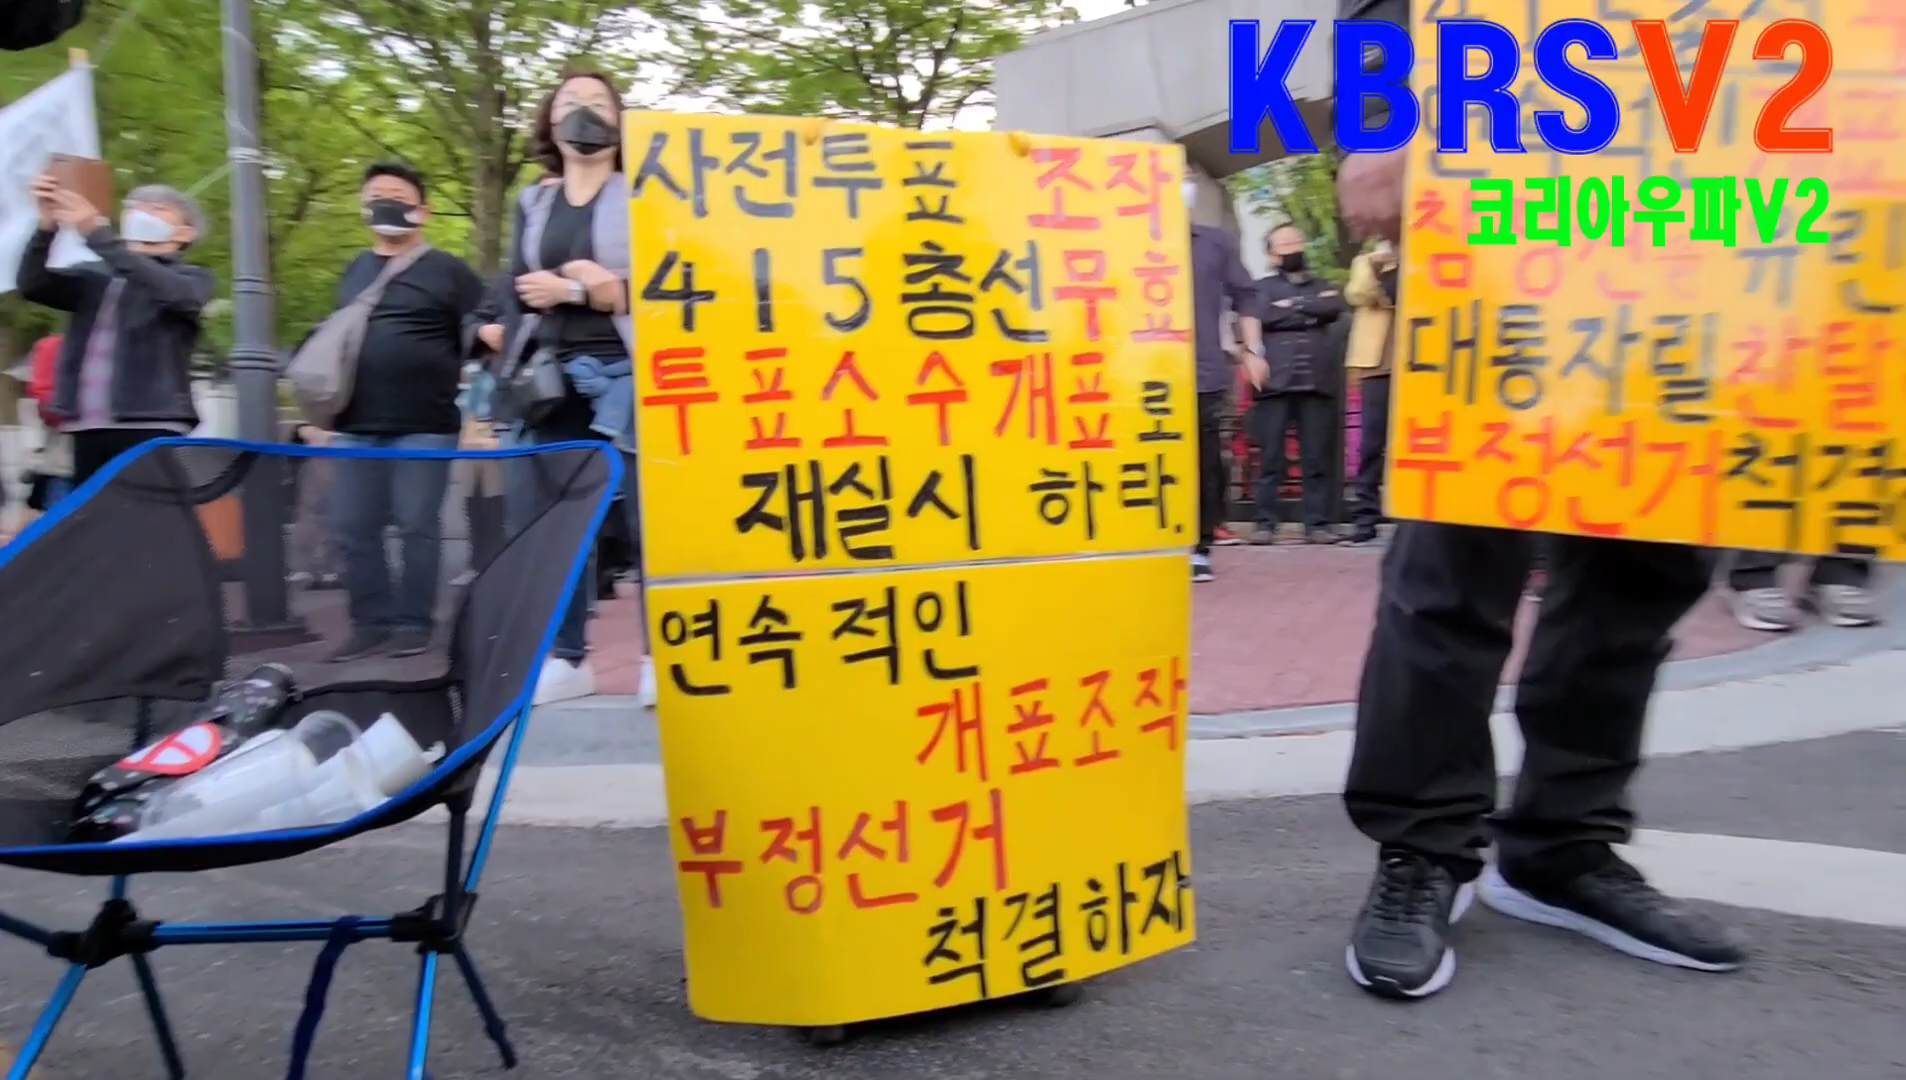 사전투표 조작
415총선무효
투표소수개표로
재실시 하라.
연속적인
개표조작
부정선거
척결하자
KBRSV2
코리아우파V2
대통자릴 찬탈
부정선거척결